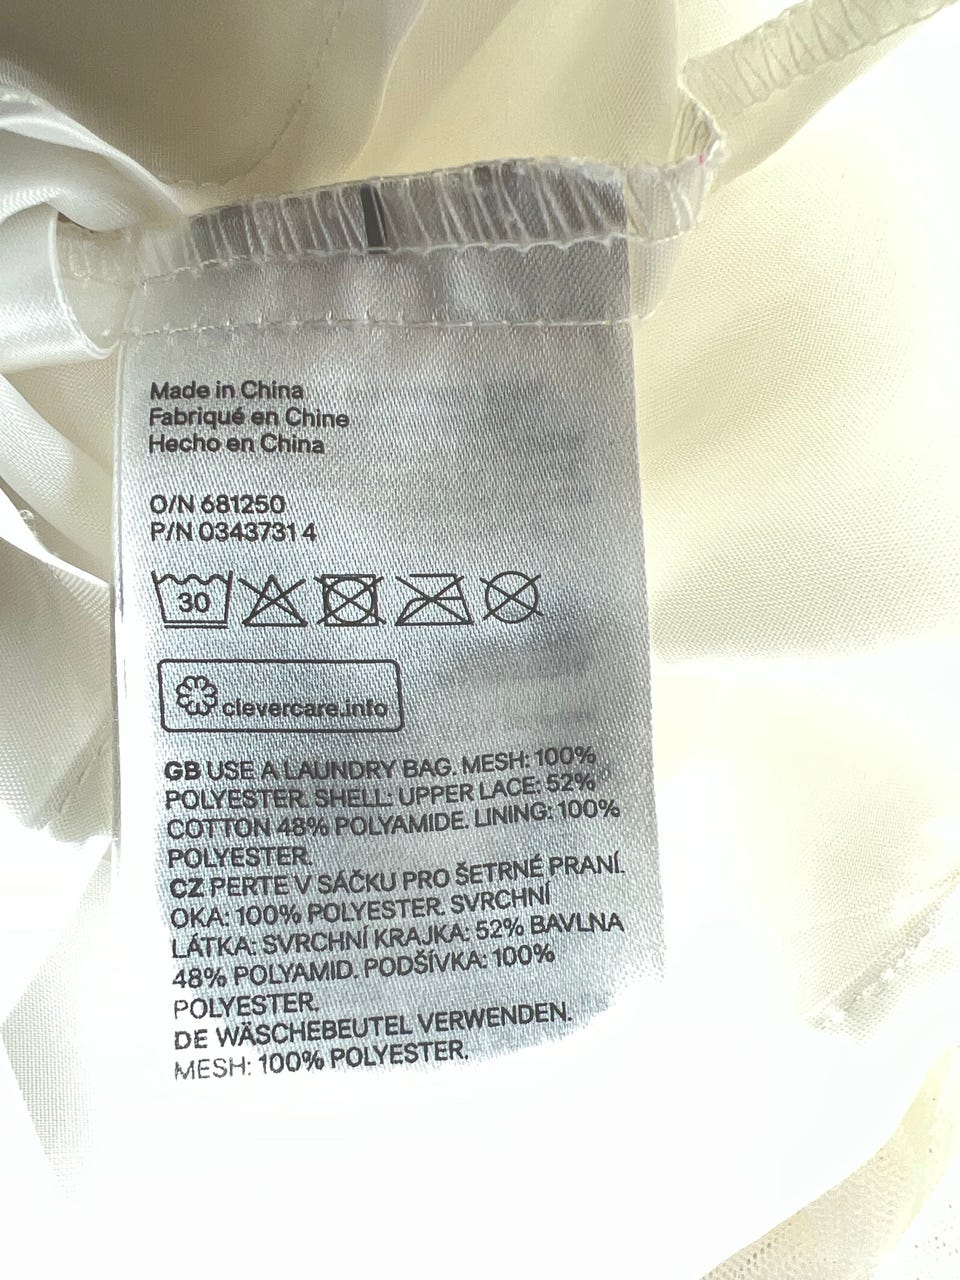 Made in China
Fabriqué en Chine
Hecho en China
O/N 681250
P/N 0343731 4
30
clevercare.info
GB USE A LAUNDRY BAG. MESH: 100%
POLYESTER. SHELL: UPPER LACE: 52%
COTTON 48% POLYAMIDE. LINING: 100%
POLYESTER.
CZ PERTE V SÁČKU PRO ŠETRNÉ PRANÍ.
OKA: 100% POLYESTER. SVRCHNÍ
LÁTKA: SVRCHNÍ KRAJKA: 52% BAVLNA
48% POLYAMID. PODŠÍVKA: 100%
POLYESTER.
DE WÄSCHEBEUTEL VERWENDEN.
MESH: 100% POLYESTER.